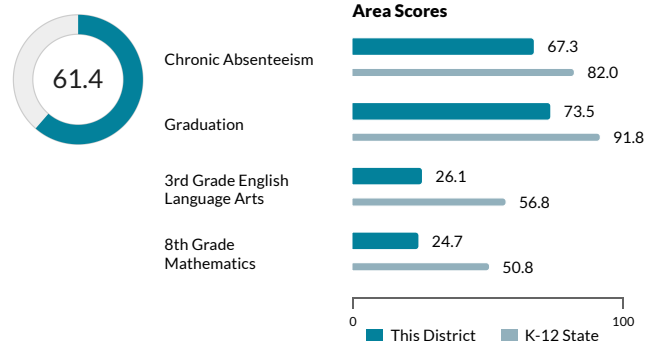 61.4
Area Scores
Chronic Absenteeism
67.3
82.0
Graduation
73.5
91.8
3rd Grade English
Language Arts
26.1
56.8
8th Grade
Mathematics
24.7
50.8
0 100
This District K-12 State